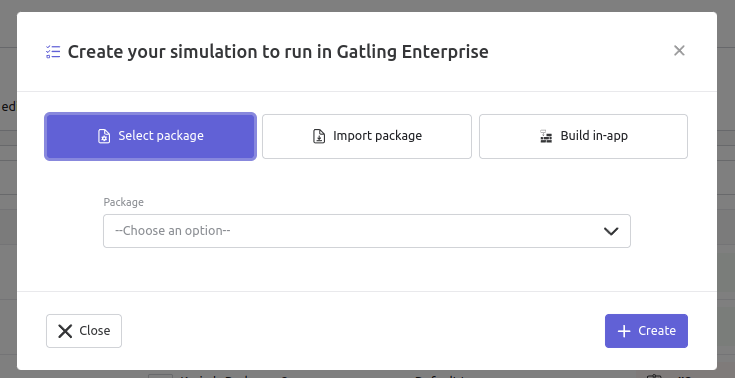 Create your simulation to run in Gatling Enterprise
Select package
Import package
Build in-app
Package
--Choose an option--
Close
Create
ed